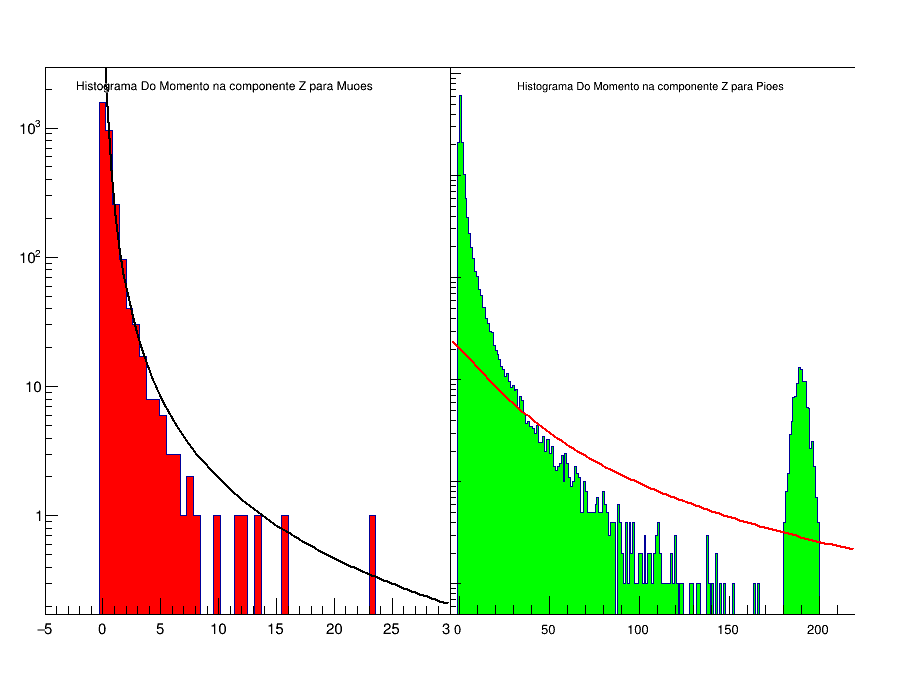 Histograma Do Momento na componente Z para Muoes
Histograma Do Momento na componente Z para Pioes
10³
10²
10
1
−5 0 5 10 15 20 25 3 0 50 100 150 200